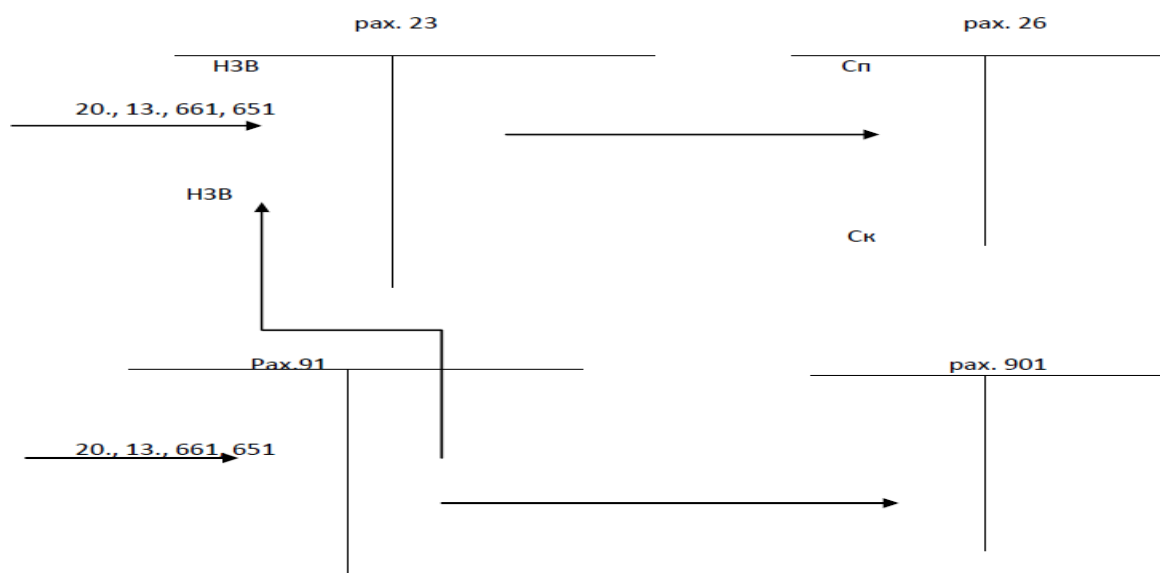 рах. 23
рах. 26
НЗВ
Сп
20., 13., 661, 651
НЗВ
Ск
Рах.91
рах. 901
20., 13., 661, 651